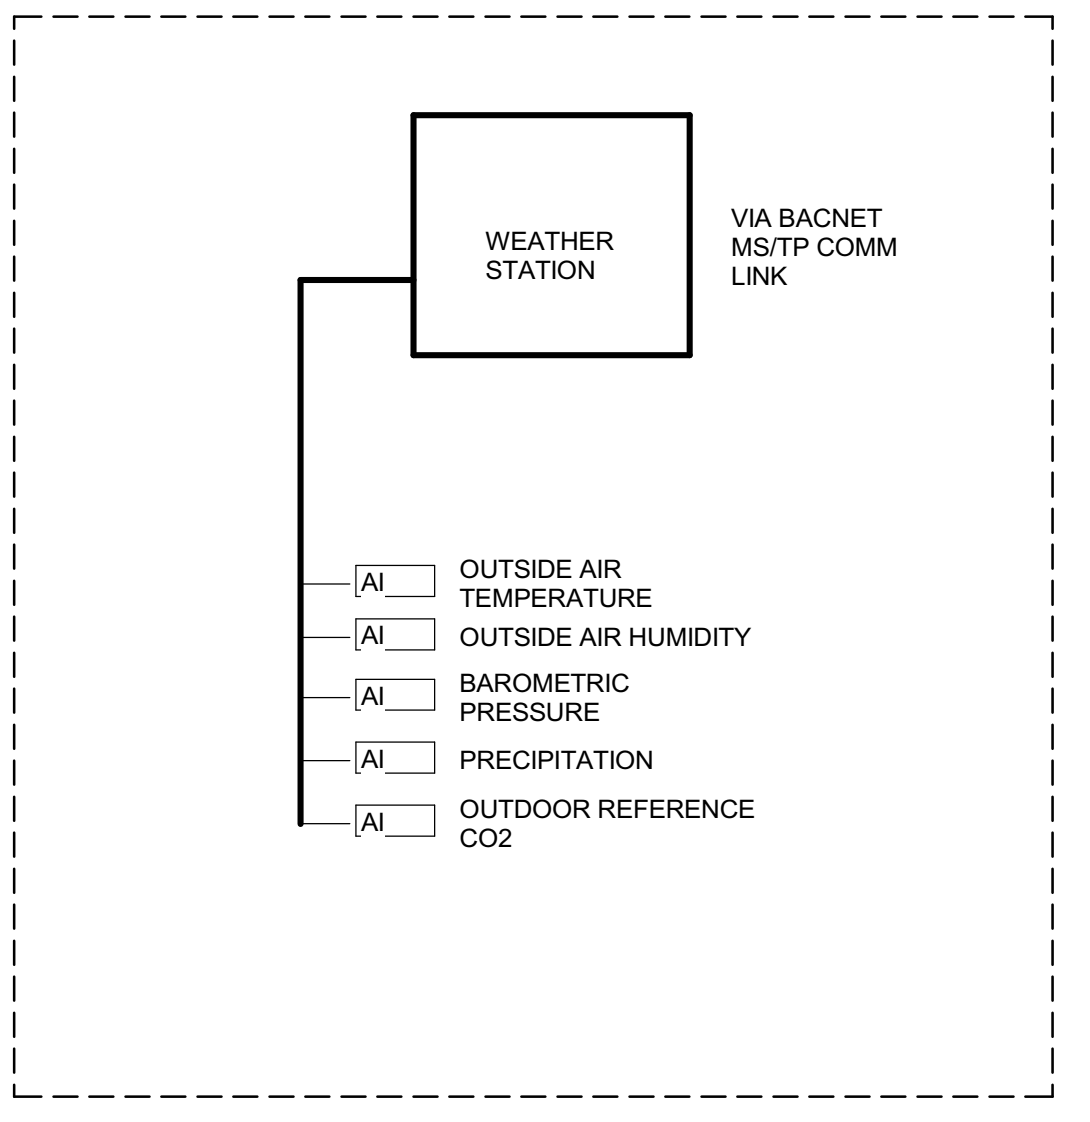 WEATHER
STATION
VIA BACNET
MS/TP COMM
LINK
AI
OUTSIDE AIR
TEMPERATURE
AI
OUTSIDE AIR HUMIDITY
AI
BAROMETRIC
PRESSURE
AI
PRECIPITATION
AI
OUTDOOR REFERENCE
CO2